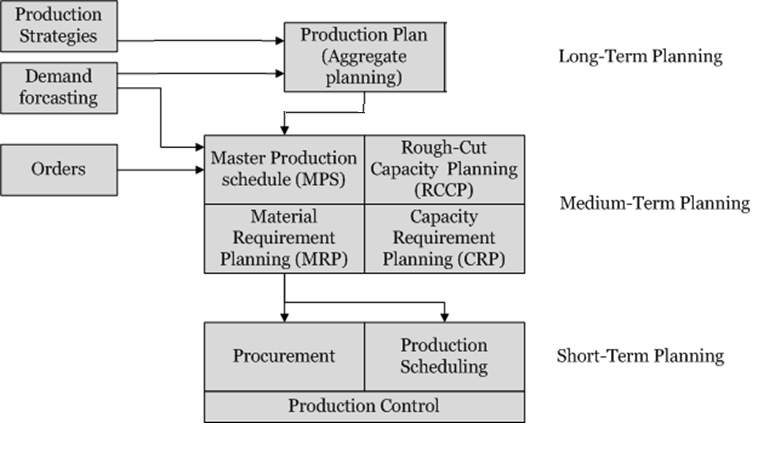 Production
Strategies
Production Plan
(Aggregate
planning)
Long-Term Planning
Demand
forcasting
Orders
Master Production
schedule (MPS)
Rough-Cut
Capacity Planning
(RCCP)
Medium-Term Planning
Material
Requirement
Planning (MRP)
Capacity
Requirement
Planning (CRP)
Procurement
Production
Scheduling
Short-Term Planning
Production Control